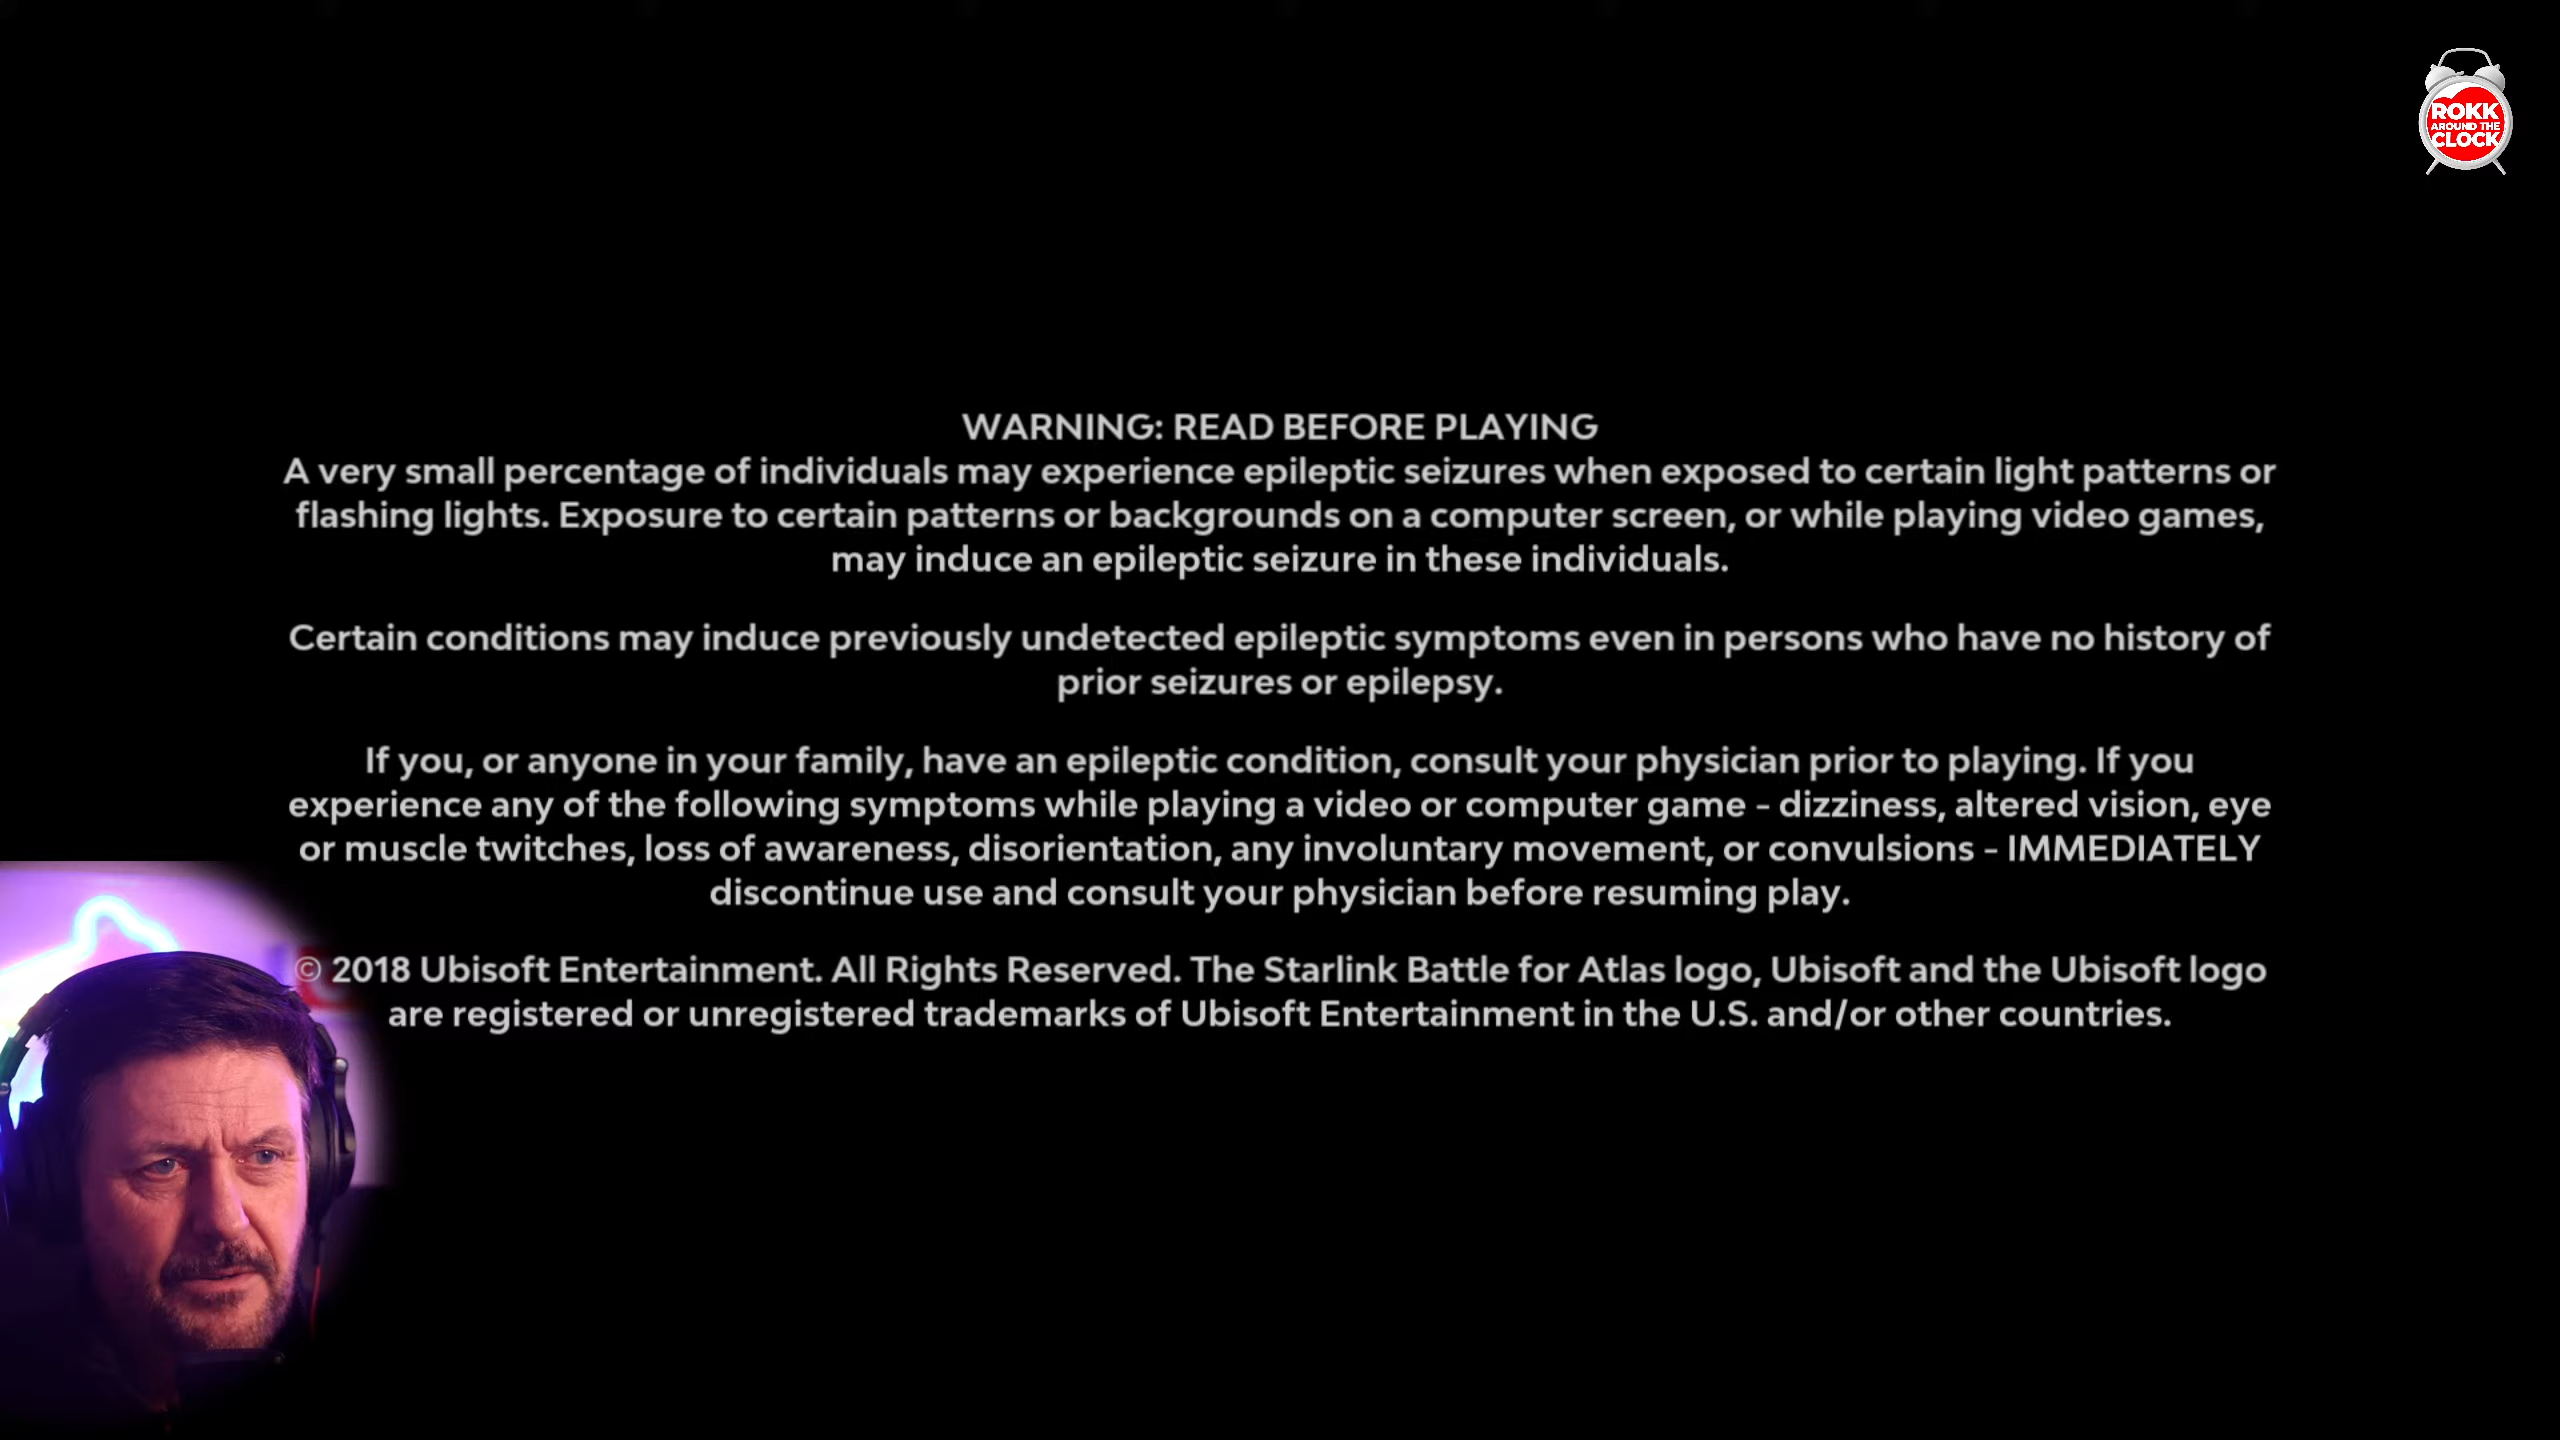 ROKK
AROUND THE
CLOCK
WARNING: READ BEFORE PLAYING
A very small percentage of individuals may experience epileptic seizures when exposed to certain light patterns or
flashing lights. Exposure to certain patterns or backgrounds on a computer screen, or while playing video games,
may induce an epileptic seizure in these individuals.
Certain conditions may induce previously undetected epileptic symptoms even in persons who have no history of
prior seizures or epilepsy.
If you, or anyone in your family, have an epileptic condition, consult your physician prior to playing. If you
experience any of the following symptoms while playing a video or computer game - dizziness, altered vision, eye
or muscle twitches, loss of awareness, disorientation, any involuntary movement, or convulsions - IMMEDIATELY
discontinue use and consult your physician before resuming play.
© 2018 Ubisoft Entertainment. All Rights Reserved. The Starlink Battle for Atlas logo, Ubisoft and the Ubisoft logo
are registered or unregistered trademarks of Ubisoft Entertainment in the U.S. and/or other countries.